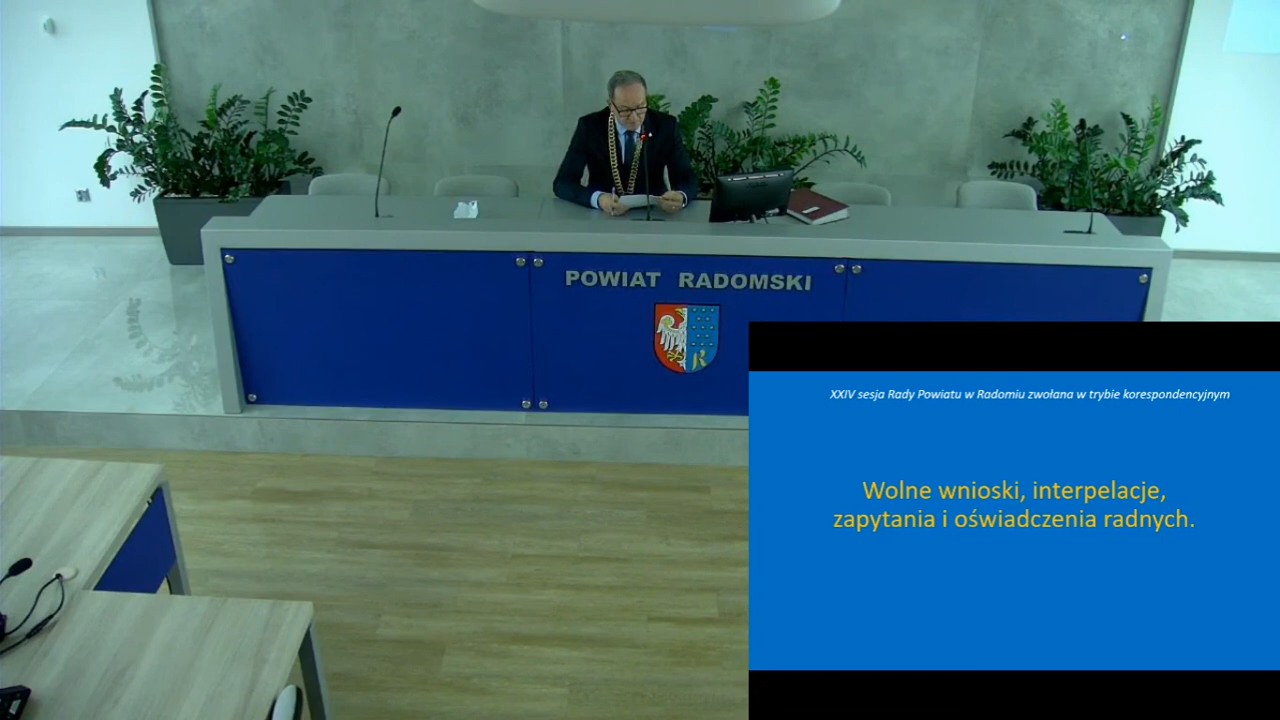 POWIAT RADOMSKI
XXIV sesja Rady Powiatu w Radomiu zwołana w trybie korespondencyjnym
Wolne wnioski, interpelacje,
zapytania i oświadczenia radnych.